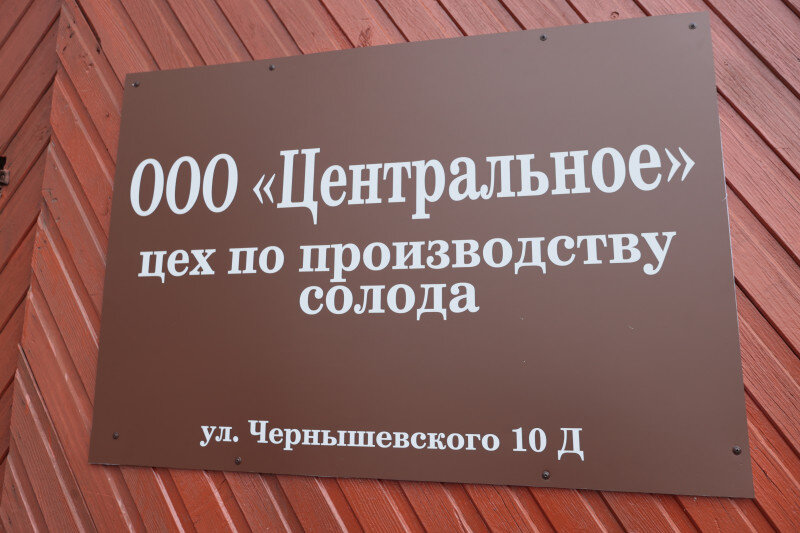 ООО «Центральное»
цех по производству
солода
ул. Чернышевского 10 Д